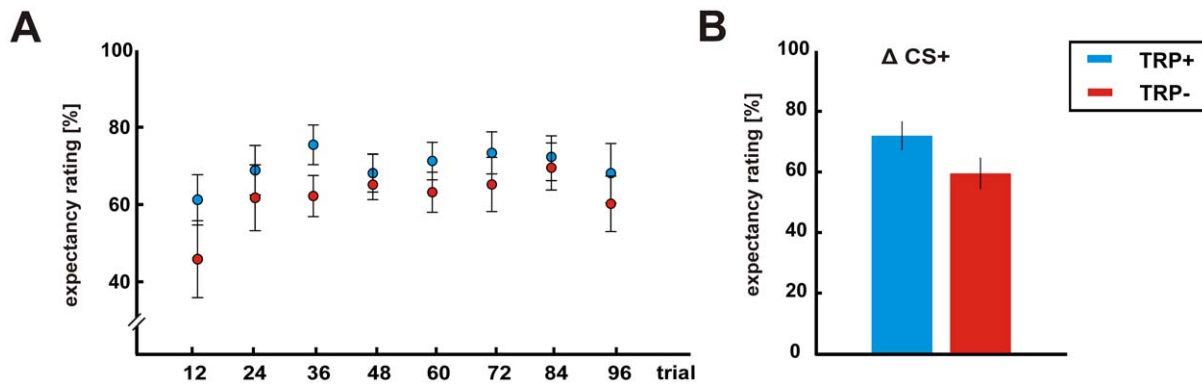 A
expectancy rating [%]
100
80
60
40
12 24 36 48 60 72 84 96 trial
B
Δ CS+
expectancy rating [%]
100
80
60
40
20
0
TRP+
TRP-